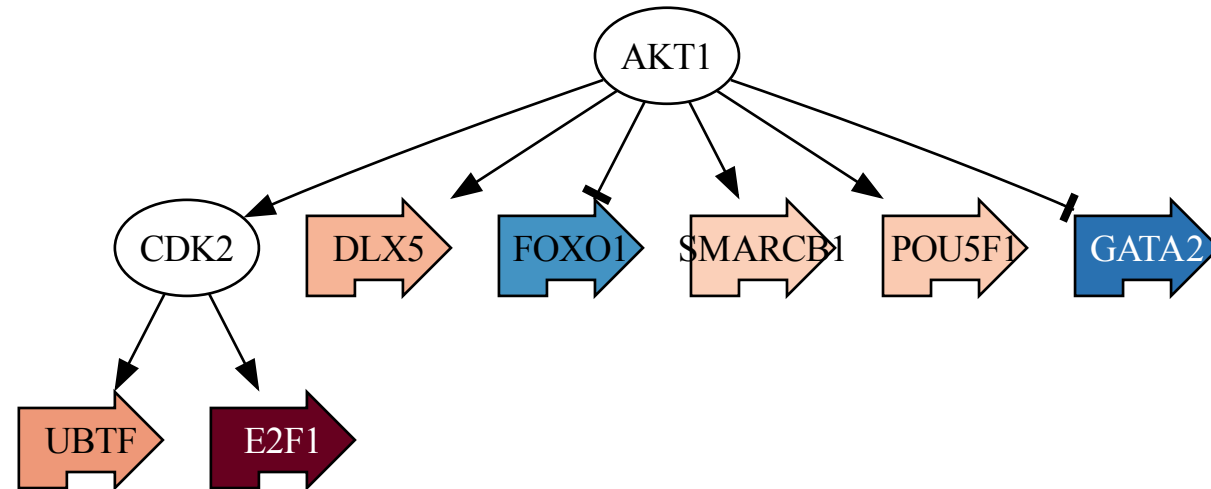 AKT1
CDK2
DLX5
FOXO1
SMARCB1
POU5F1
GATA2
UBTF
E2F1